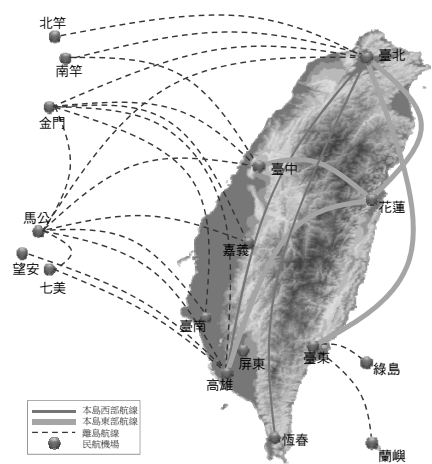 北竿
南竿
臺北
金門
臺中
馬公
花蓮
嘉義
望安
七美
臺南
屏東
臺東
綠島
高雄
恆春
蘭嶼
本島西部航線
本島東部航線
離島航線
民航機場